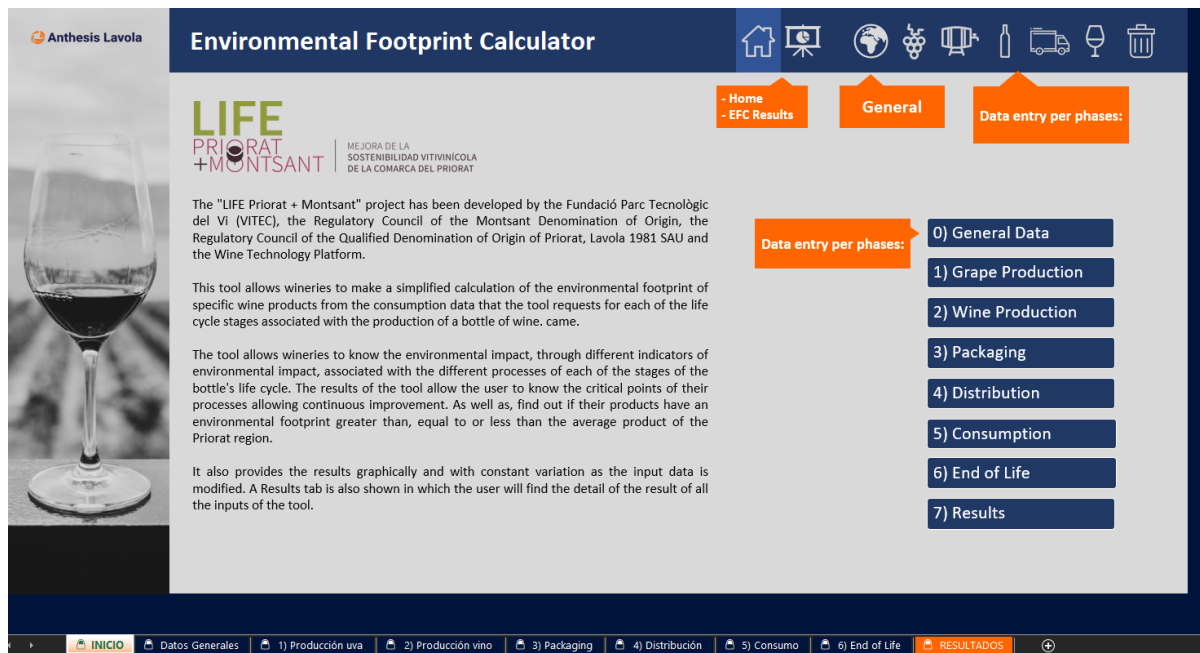 Anthesis Lavola
Environmental Footprint Calculator
- Home
- EFC Results
General
Data entry per phases:
LIFE
PRIORAT
+MONTSANT
MEJORA DE LA
SOSTENIBILIDAD VITIVINÍCOLA
DE LA COMARCA DEL PRIORAT
The "LIFE Priorat + Montsant" project has been developed by the Fundació Parc Tecnològic
del Vi (VITEC), the Regulatory Council of the Montsant Denomination of Origin, the
Regulatory Council of the Qualified Denomination of Origin of Priorat, Lavola 1981 SAU and
the Wine Technology Platform.
This tool allows wineries to make a simplified calculation of the environmental footprint of
specific wine products from the consumption data that the tool requests for each of the life
cycle stages associated with the production of a bottle of wine. came.
The tool allows wineries to know the environmental impact, through different indicators of
environmental impact, associated with the different processes of each of the stages of the
bottle's life cycle. The results of the tool allow the user to know the critical points of their
processes allowing continuous improvement. As well as, find out if their products have an
environmental footprint greater than, equal to or less than the average product of the
Priorat region.
It also provides the results graphically and with constant variation as the input data is
modified. A Results tab is also shown in which the user will find the detail of the result of all
the inputs of the tool.
Data entry per phases:
0) General Data
1) Grape Production
2) Wine Production
3) Packaging
4) Distribution
5) Consumption
6) End of Life
7) Results
INICIO
Datos Generales
1) Producción uva
2) Producción vino
3) Packaging
4) Distribución
5) Consumo
6) End of Life
RESULTADOS